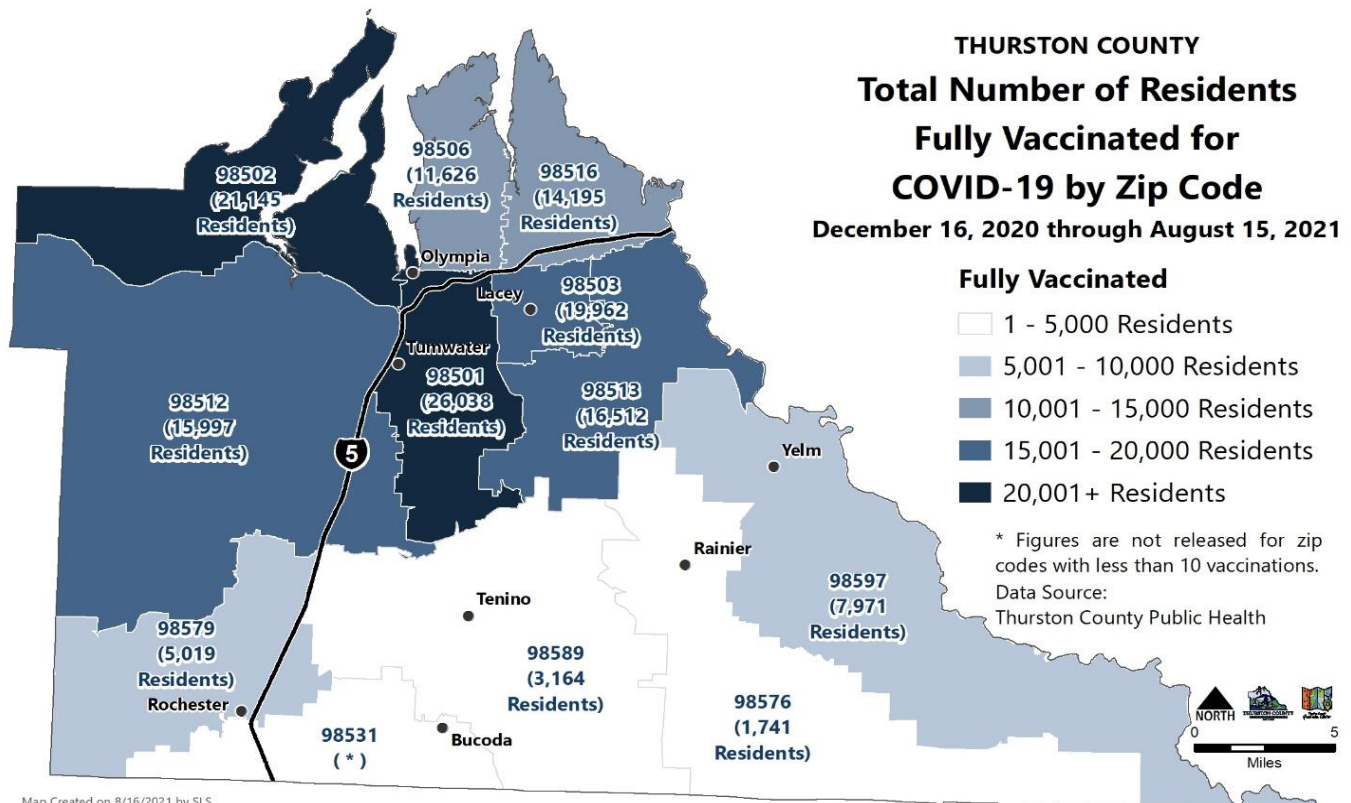 THURSTON COUNTY
Total Number of Residents
Fully Vaccinated for
COVID-19 by Zip Code
December 16, 2020 through August 15, 2021
Fully Vaccinated
1 - 5,000 Residents
5,001 - 10,000 Residents
10,001 - 15,000 Residents
15,001 - 20,000 Residents
20,001+ Residents
* Figures are not released for zip
codes with less than 10 vaccinations.
Data Source:
Thurston County Public Health
98502
(21,145
Residents)
98506
(11,626
Residents)
98516
(14,195
Residents)
Olympia
Lacey
98503
(19,962
Residents)
Tumwater
98501
(26,038
Residents)
98513
(16,512
Residents)
98512
(15,997
Residents)
5
Yelm
Rainier
98597
(7,971
Residents)
Tenino
98579
(5,019
Residents)
Rochester
98589
(3,164
Residents)
98576
(1,741
Residents)
98531
( * )
Bucoda
NORTH
THURSTON COUNTY
0 5
Miles
Map Created on 8/16/2021 by SLS